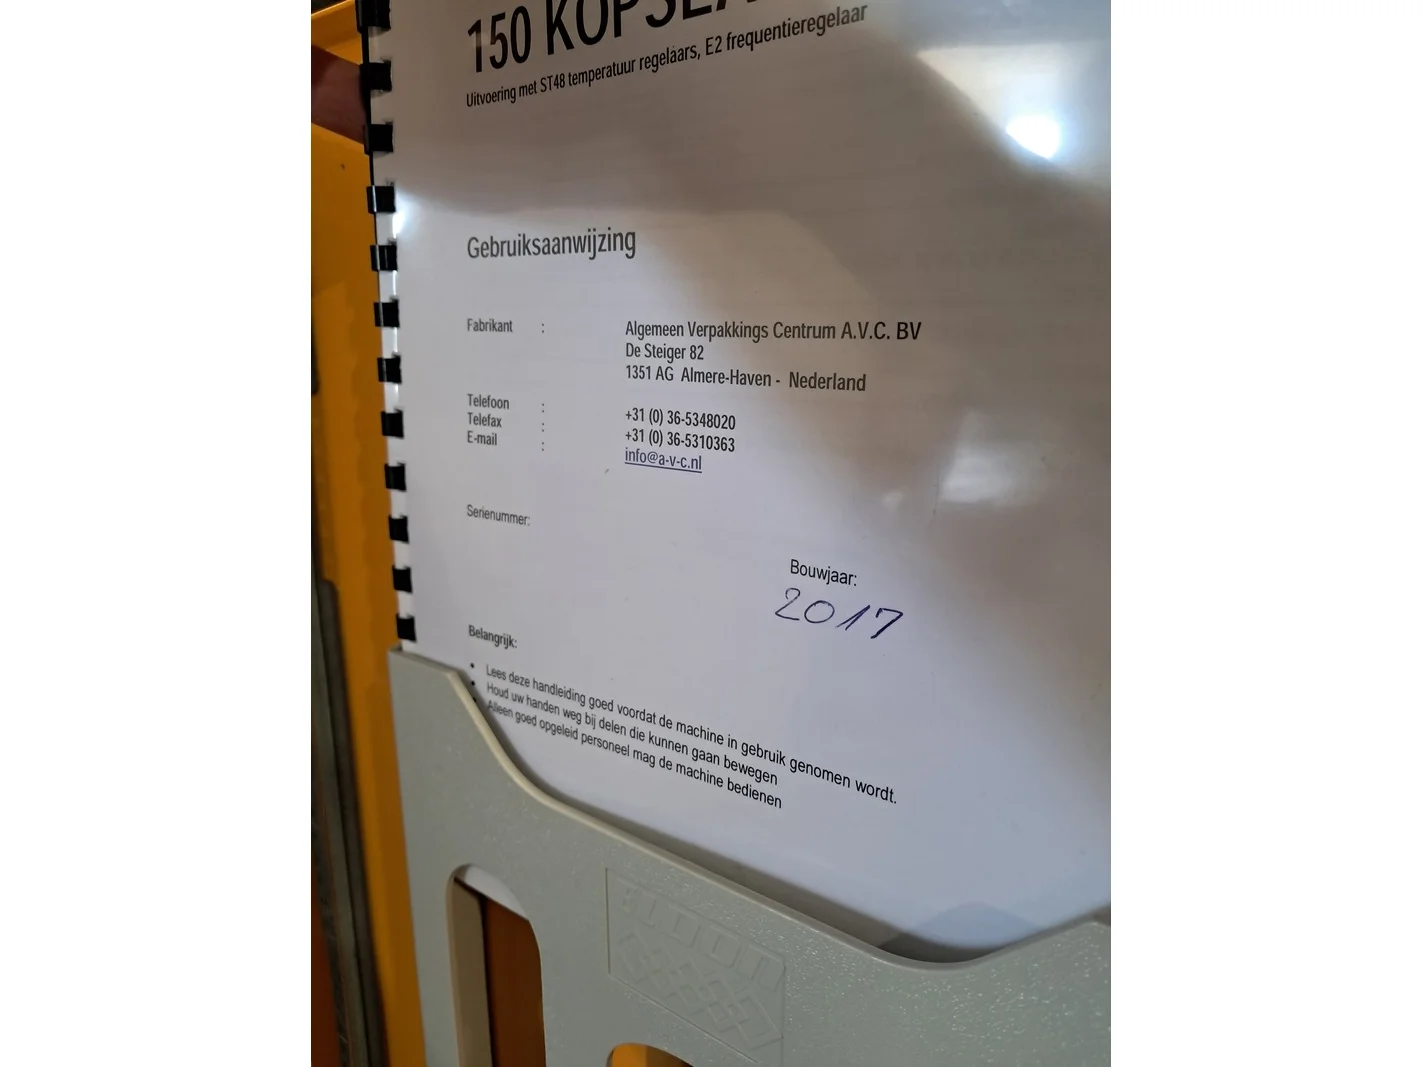 150
Uitvoering met ST48 temperatuur regelaars, E2 frequentieregelaar
Gebruiksaanwijzing
Fabrikant : Algemeen Verpakkings Centrum A.V.C. BV
De Steiger 82
1351 AG Almere-Haven - Nederland
Telefoon : +31 (0) 36-5348020
Telefax : +31 (0) 36-5310363
E-mail : info@a-v-c.nl
Serienummer:
Bouwjaar:
2017
Belangrijk:
• Lees deze handleiding goed voordat de machine in gebruik genomen wordt.
• Houd uw handen weg bij delen die kunnen gaan bewegen
• Alleen goed opgeleid personeel mag de machine bedienen